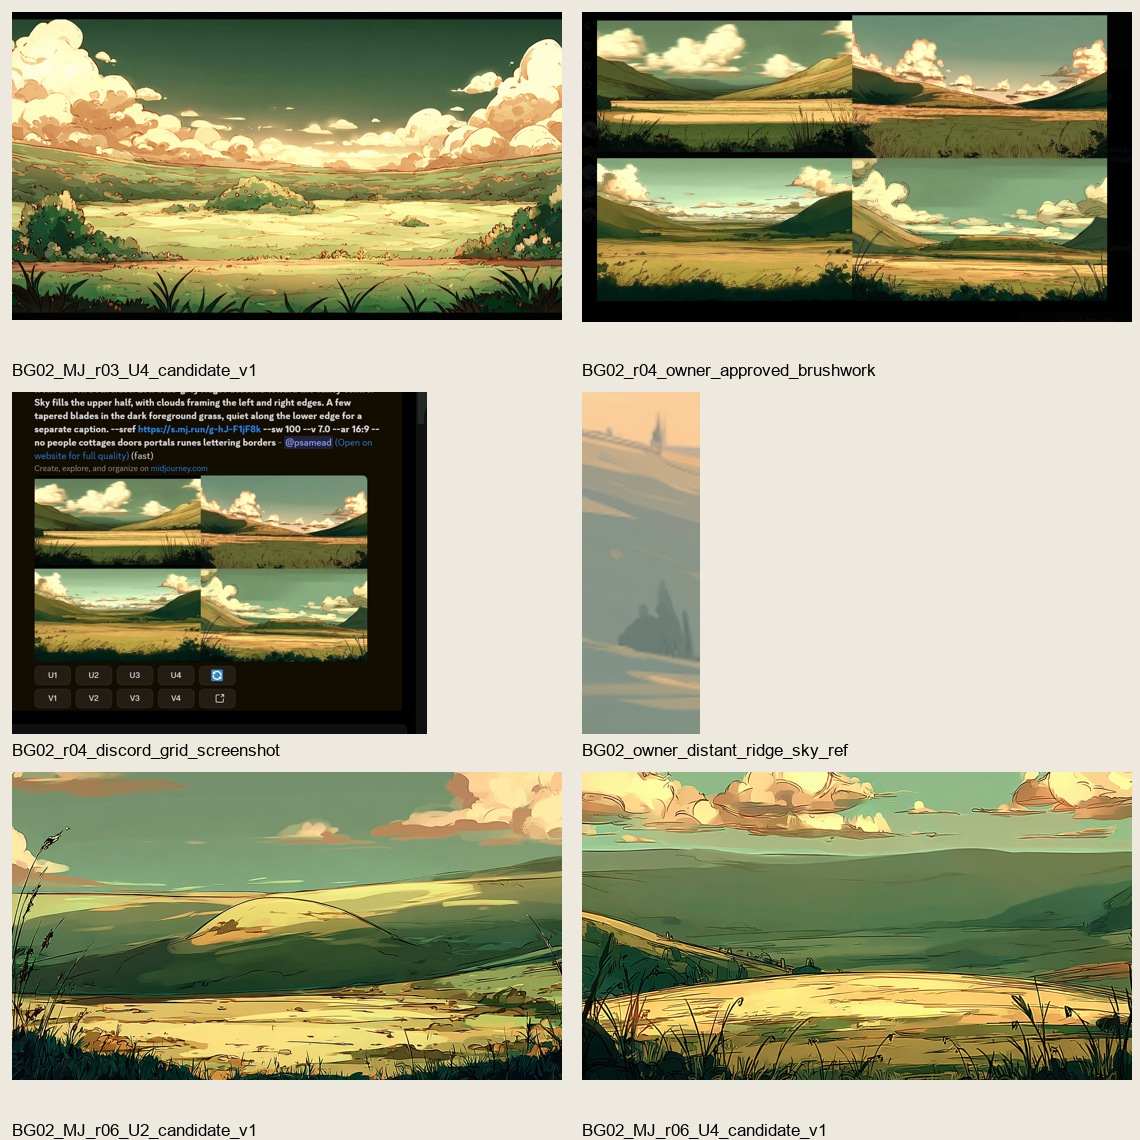 BG02_MJ_r03_U4_candidate_v1
BG02_r04_owner_approved_brushwork
Sky fills the upper half, with clouds framing the left and right edges. A few
tapered blades in the dark foreground grass, quiet along the lower edge for a
separate caption. --sref https://s.mj.run/g-hJ-F1jF8k --sw 100 --v 7.0 --ar 16:9 --
no people cottages doors portals runes lettering borders - @psamead (Open on
website for full quality) (fast)
Create, explore, and organize on midjourney.com
U1 U2 U3 U4
V1 V2 V3 V4
BG02_r04_discord_grid_screenshot
BG02_owner_distant_ridge_sky_ref
BG02_MJ_r06_U2_candidate_v1
BG02_MJ_r06_U4_candidate_v1